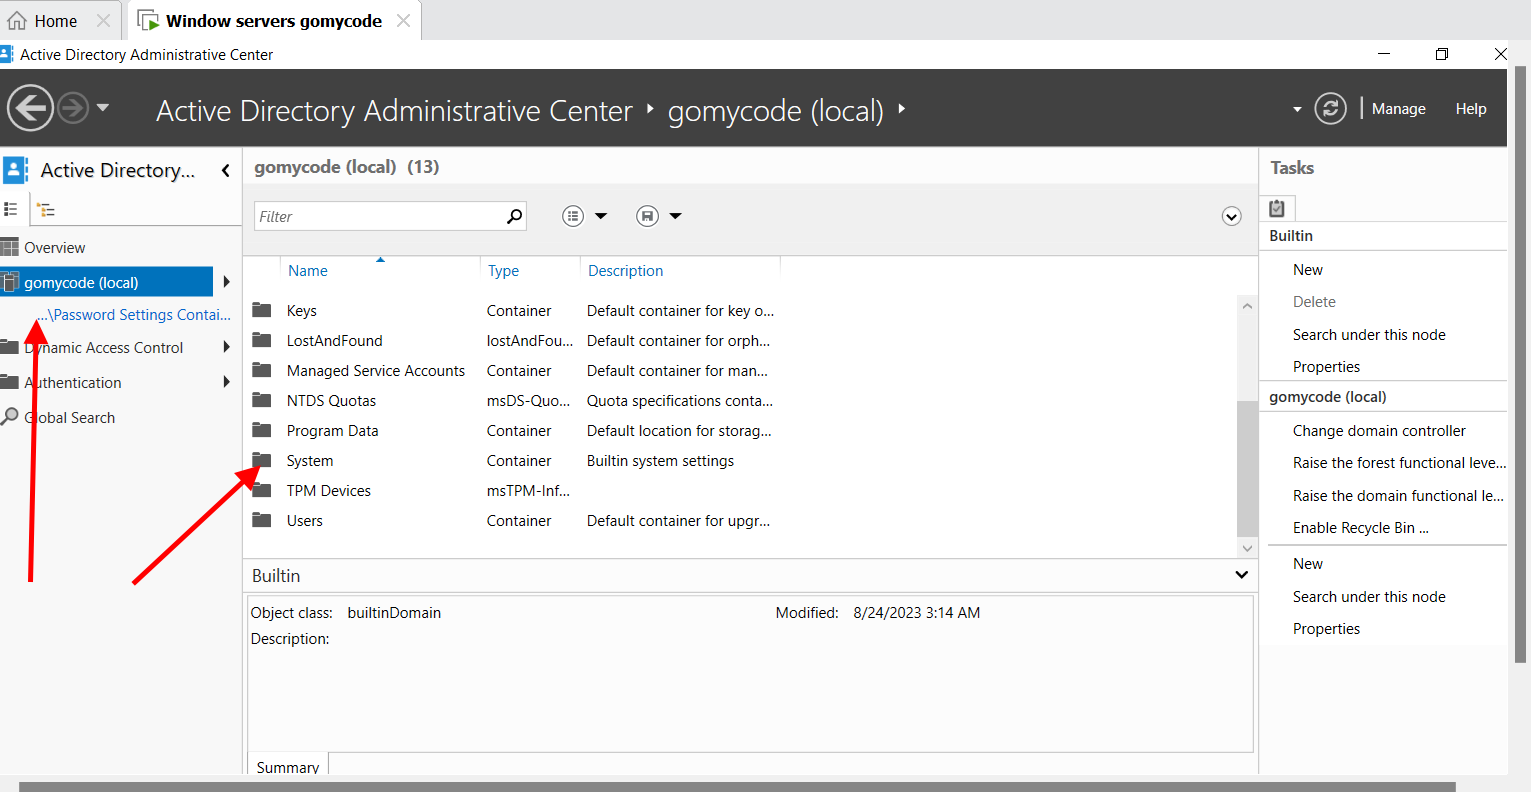 Home
Window servers gomycode
Active Directory Administrative Center
Active Directory Administrative Center gomycode (local)
Manage
Help
Active Directory...
Overview
gomycode (local)
...\Password Settings Contai...
Dynamic Access Control
Authentication
Global Search
gomycode (local) (13)
Filter
Name Type Description
Keys Container Default container for key o...
LostAndFound lostAndFou... Default container for orph...
Managed Service Accounts Container Default container for man...
NTDS Quotas msDS-Quo... Quota specifications conta...
Program Data Container Default location for storag...
System Container Builtin system settings
TPM Devices msTPM-Inf...
Users Container Default container for upgr...
Builtin
Object class: builtinDomain Modified: 8/24/2023 3:14 AM
Description:
Summary
Tasks
Builtin
New
Delete
Search under this node
Properties
gomycode (local)
Change domain controller
Raise the forest functional leve...
Raise the domain functional le...
Enable Recycle Bin ...
New
Search under this node
Properties